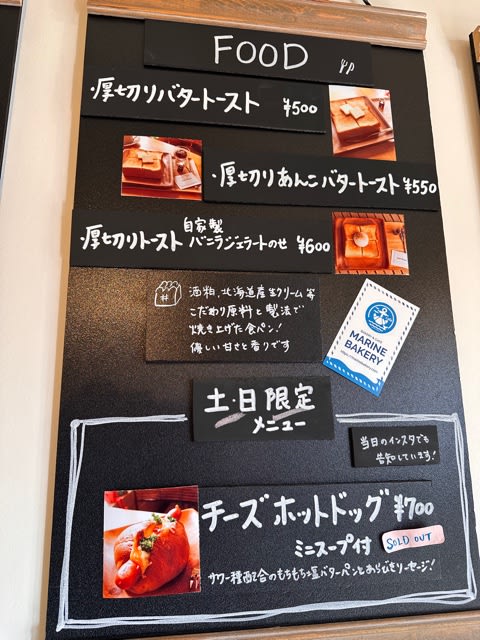 FOOD
・厚切りバタートースト ¥500
・厚切りあんこバタートースト ¥550
・厚切りトースト 自家製バニラジェラートのせ ¥600
酒粕、北海道産生クリーム等
こだわり原料と製法で
焼き上げた食パン!
優しい甘さと香りです
MARINE
BAKERY
土・日限定
メニュー
当日のインスタでも
告知しています!
チーズホットドッグ ¥700
ミニスープ付 SOLD OUT
サワー種配合のもちもち塩バターパンとあらびきソーセージ!